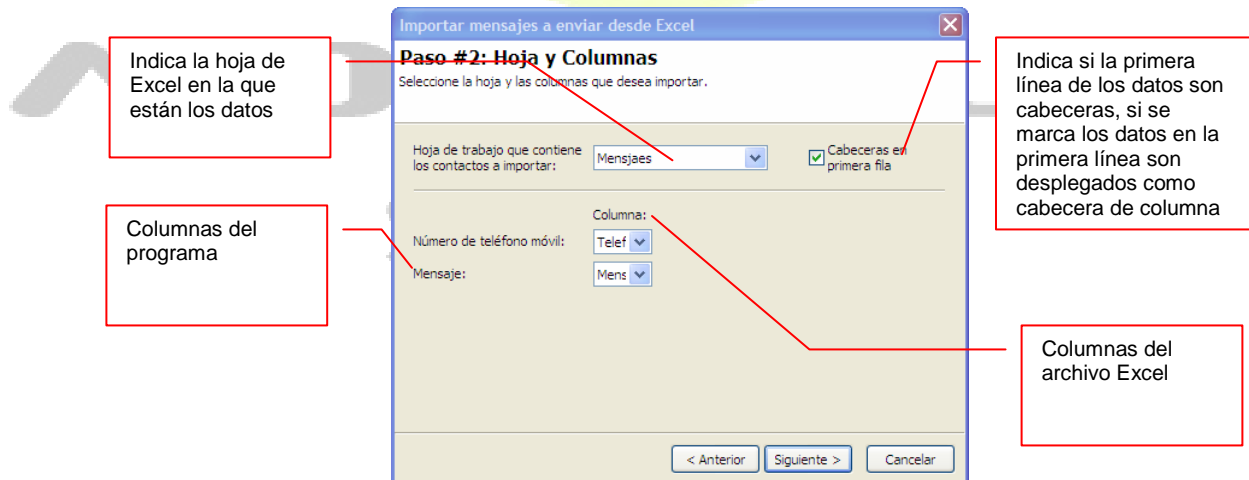 Importar mensajes a enviar desde Excel
Paso #2: Hoja y Columnas
Seleccione la hoja y las columnas que desea importar.
Indica la hoja de
Excel en la que
están los datos
Indica si la primera
línea de los datos son
cabeceras, si se
marca los datos en la
primera línea son
desplegados como
cabecera de columna
Hoja de trabajo que contiene
los contactos a importar:
Mensjaes
Cabeceras en
primera fila
Columnas del
programa
Columna:
Número de teléfono móvil:
Telef
Mensaje:
Mens
Columnas del
archivo Excel
< Anterior
Siguiente >
Cancelar